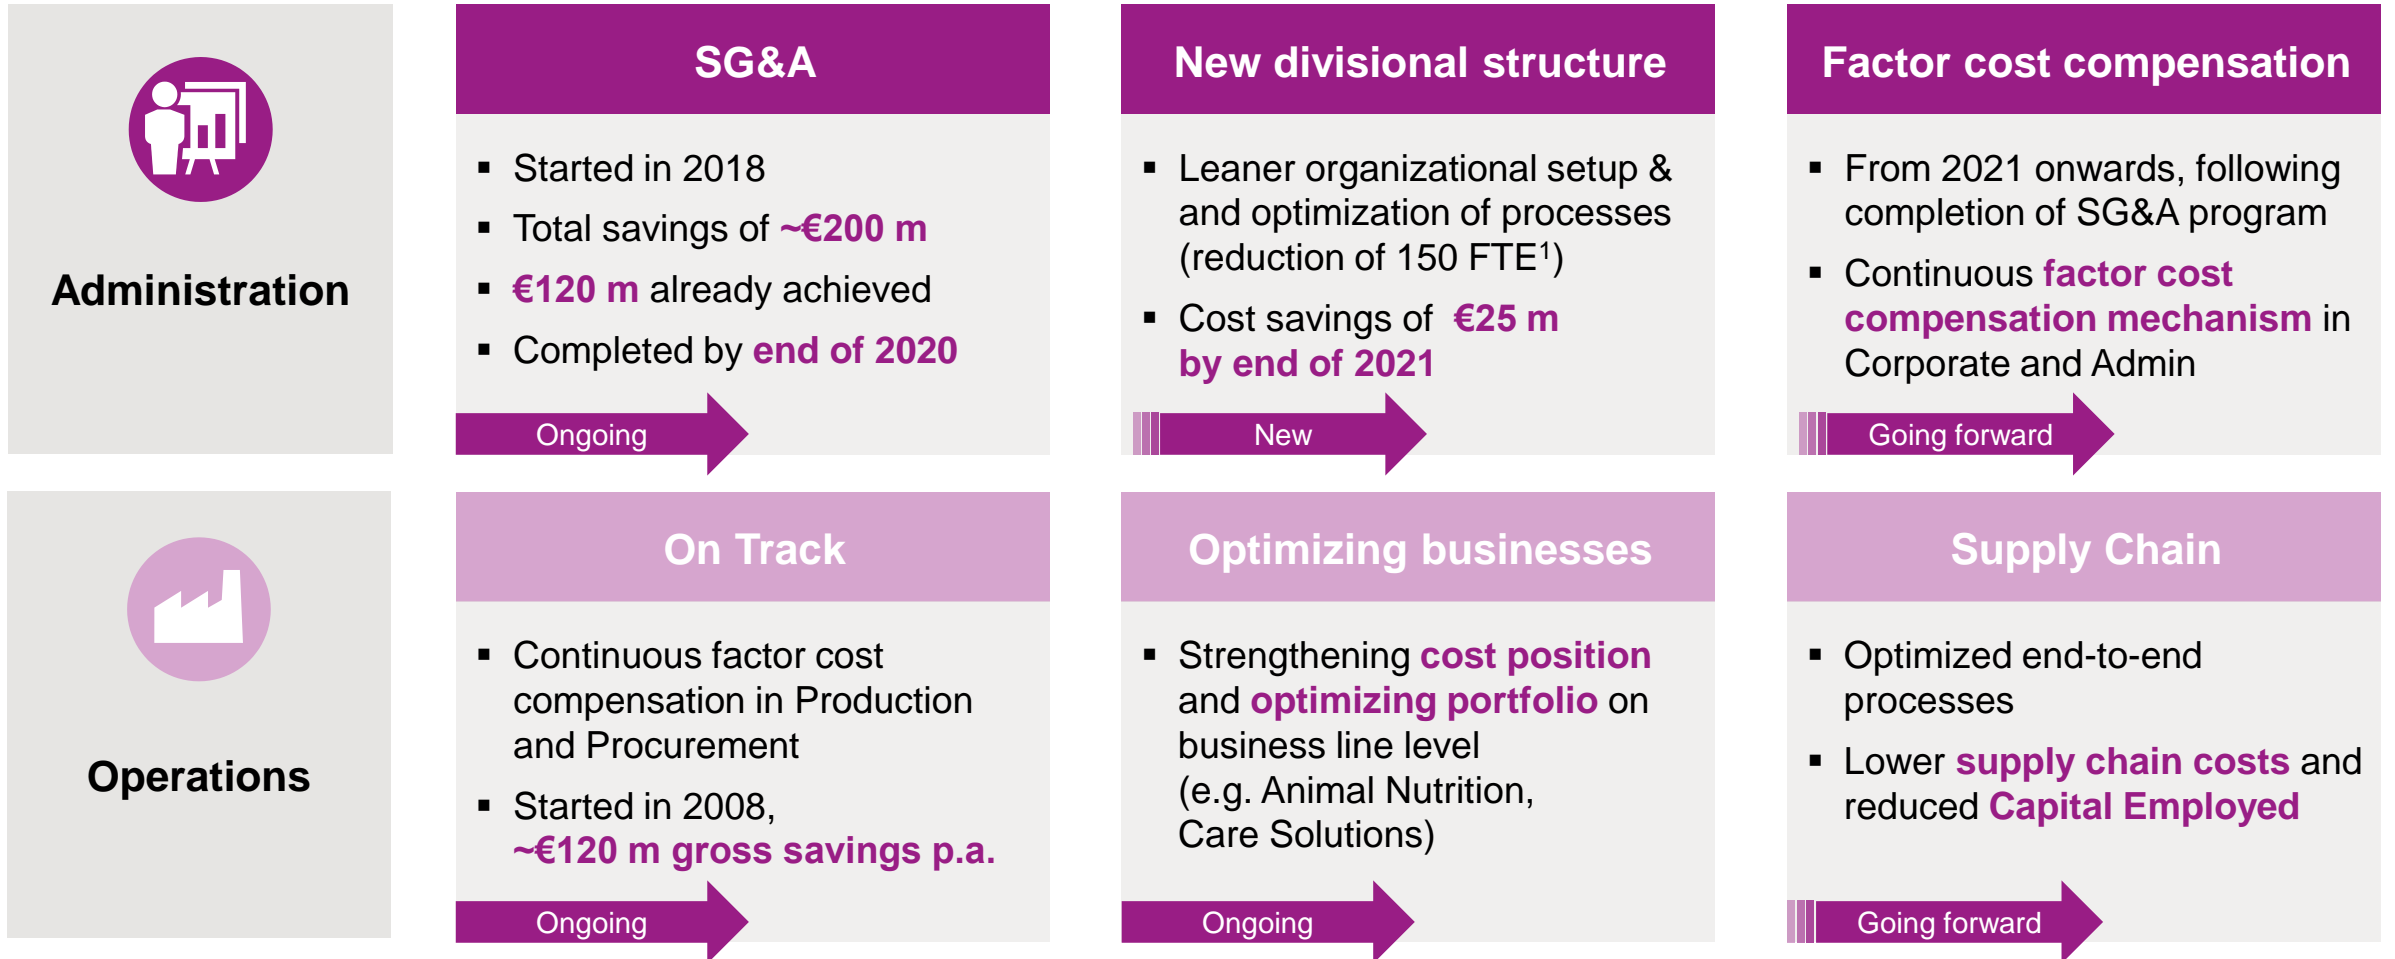 Administration
SG&A
▪ Started in 2018
▪ Total savings of ~€200 m
▪ €120 m already achieved
▪ Completed by end of 2020
Ongoing
New divisional structure
▪ Leaner organizational setup &
and optimization of processes
(reduction of 150 FTE¹)
▪ Cost savings of €25 m
by end of 2021
New
Factor cost compensation
▪ From 2021 onwards, following
completion of SG&A program
▪ Continuous factor cost
compensation mechanism in
Corporate and Admin
Going forward
Operations
On Track
▪ Continuous factor cost
compensation in Production
and Procurement
▪ Started in 2008,
~€120 m gross savings p.a.
Ongoing
Optimizing businesses
▪ Strengthening cost position
and optimizing portfolio on
business line level
(e.g. Animal Nutrition,
Care Solutions)
Ongoing
Supply Chain
▪ Optimized end-to-end
processes
▪ Lower supply chain costs and
reduced Capital Employed
Going forward